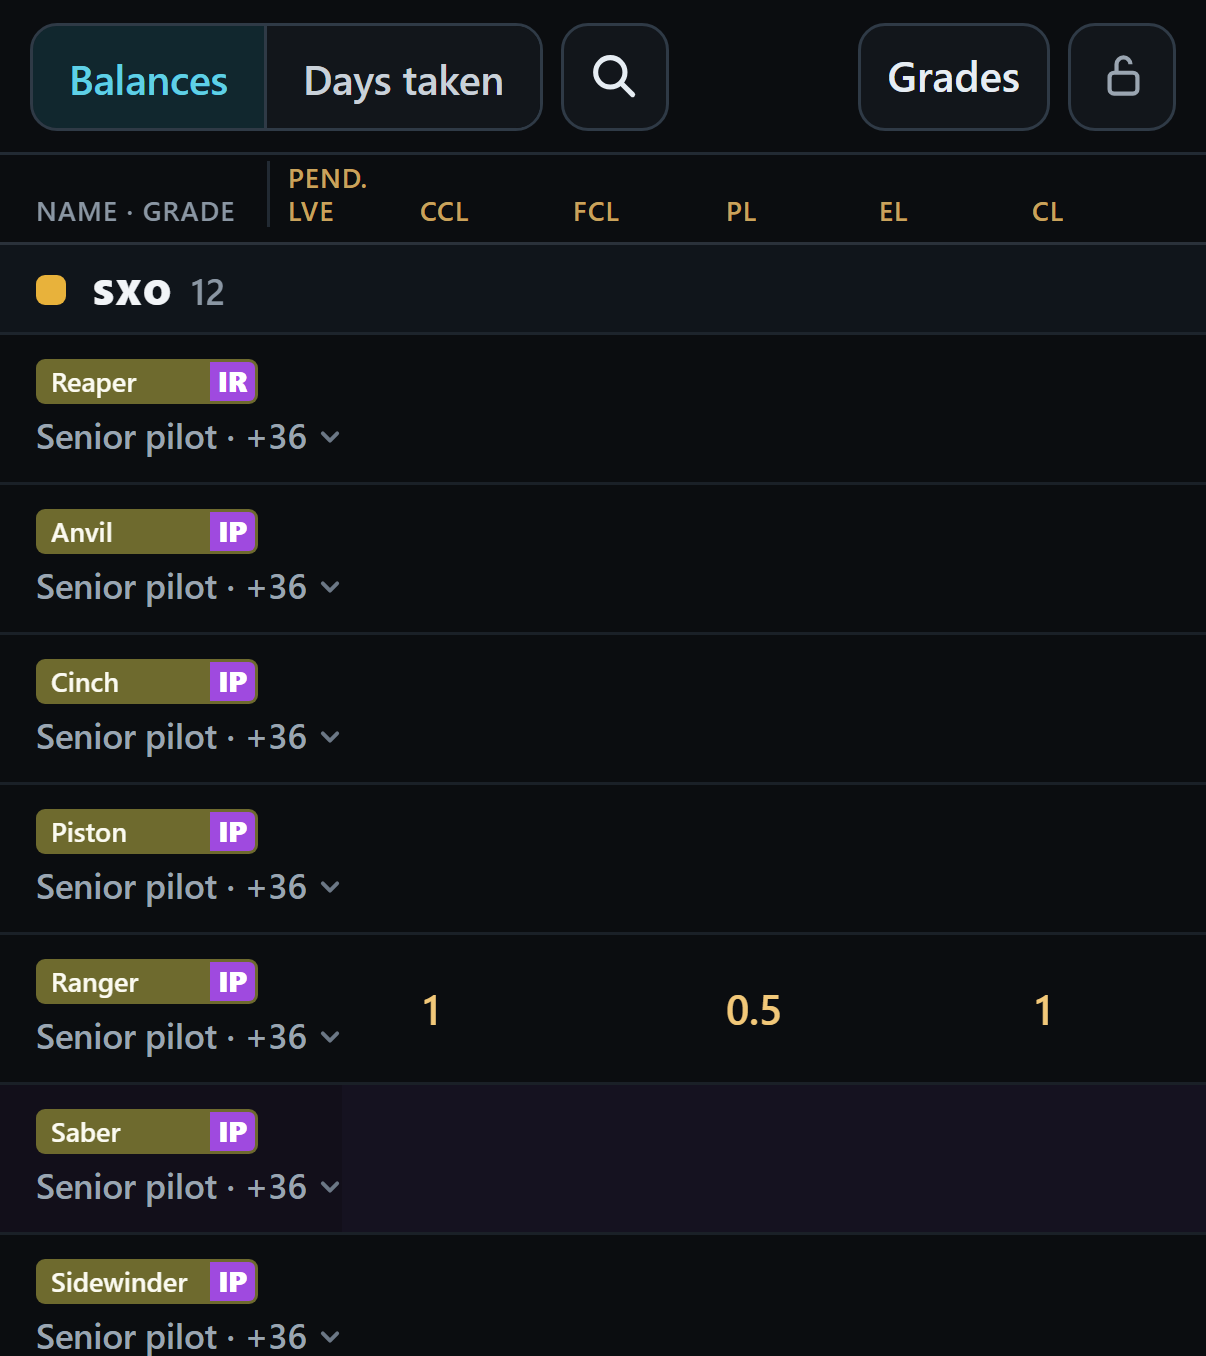 Balances Days taken Grades
PEND.
NAME · GRADE LVE CCL FCL PL EL CL
SXO 12
Reaper IR
Senior pilot · +36
Anvil IP
Senior pilot · +36
Cinch IP
Senior pilot · +36
Piston IP
Senior pilot · +36
Ranger IP
1 0.5 1
Senior pilot · +36
Saber IP
Senior pilot · +36
Sidewinder IP
Senior pilot · +36